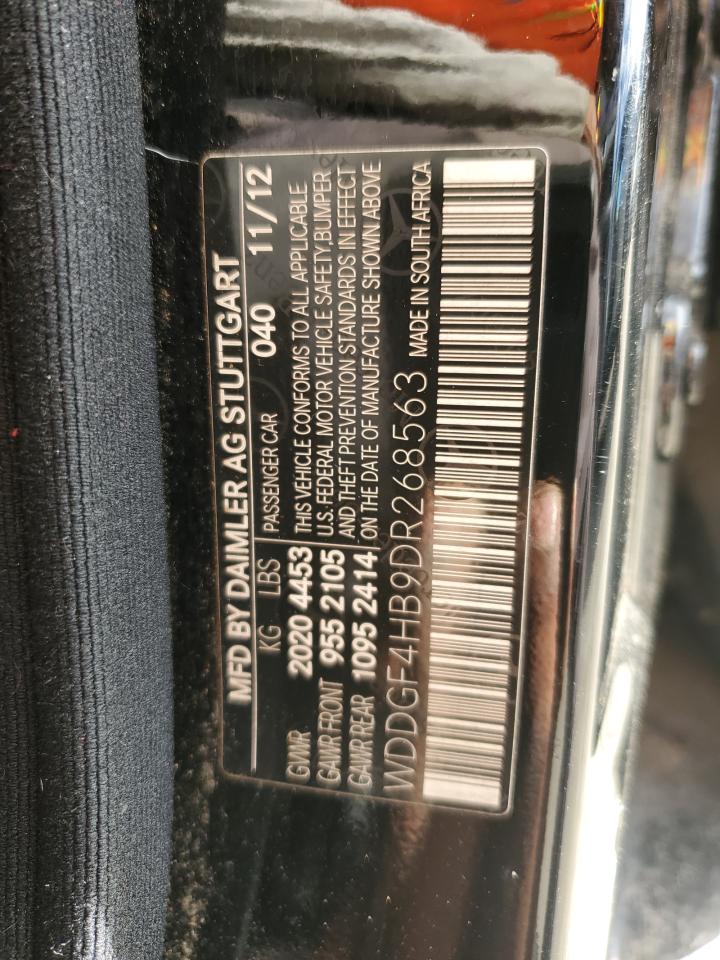 MFD BY DAIMLER AG STUTTGART
KG LBS PASSENGER CAR 040 11/12
GVWR 2020 4453
GAWR FRONT 955 2105
GAWR REAR 1095 2414
THIS VEHICLE CONFORMS TO ALL APPLICABLE
U.S. FEDERAL MOTOR VEHICLE SAFETY,BUMPER
AND THEFT PREVENTION STANDARDS IN EFFECT
ON THE DATE OF MANUFACTURE SHOWN ABOVE
WDDGF4HB9DR268563 MADE IN SOUTH AFRICA